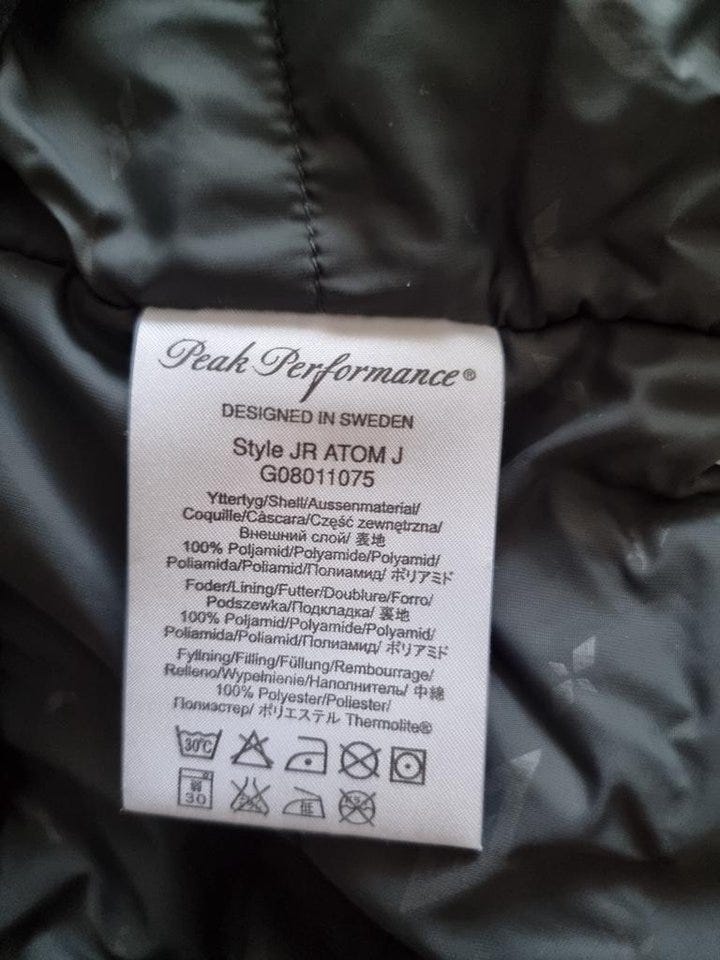 Peak Performance®
DESIGNED IN SWEDEN
Style JR ATOM J
G08011075
Yttertyg/Shell/Aussenmaterial/
Coquille/Càscara/Część zewnętrzna/
Внешний слой/ 表地
100% Poljamid/Polyamide/Polyamid/
Poliamida/Poliamid/Полиамид/ ポリアミド
Foder/Lining/Futter/Doublure/Forro/
Podszewka/Подкладка/ 裏地
100% Poljamid/Polyamide/Polyamid/
Poliamida/Poliamid/Полиамид/ ポリアミド
Fyllning/Filling/Füllung/Rembourrage/
Relleno/Wypełnienie/Наполнитель/ 中綿
100% Polyester/Poliester/
Полиэстер/ ポリエステル Thermolite®
30°C
弱
30
低